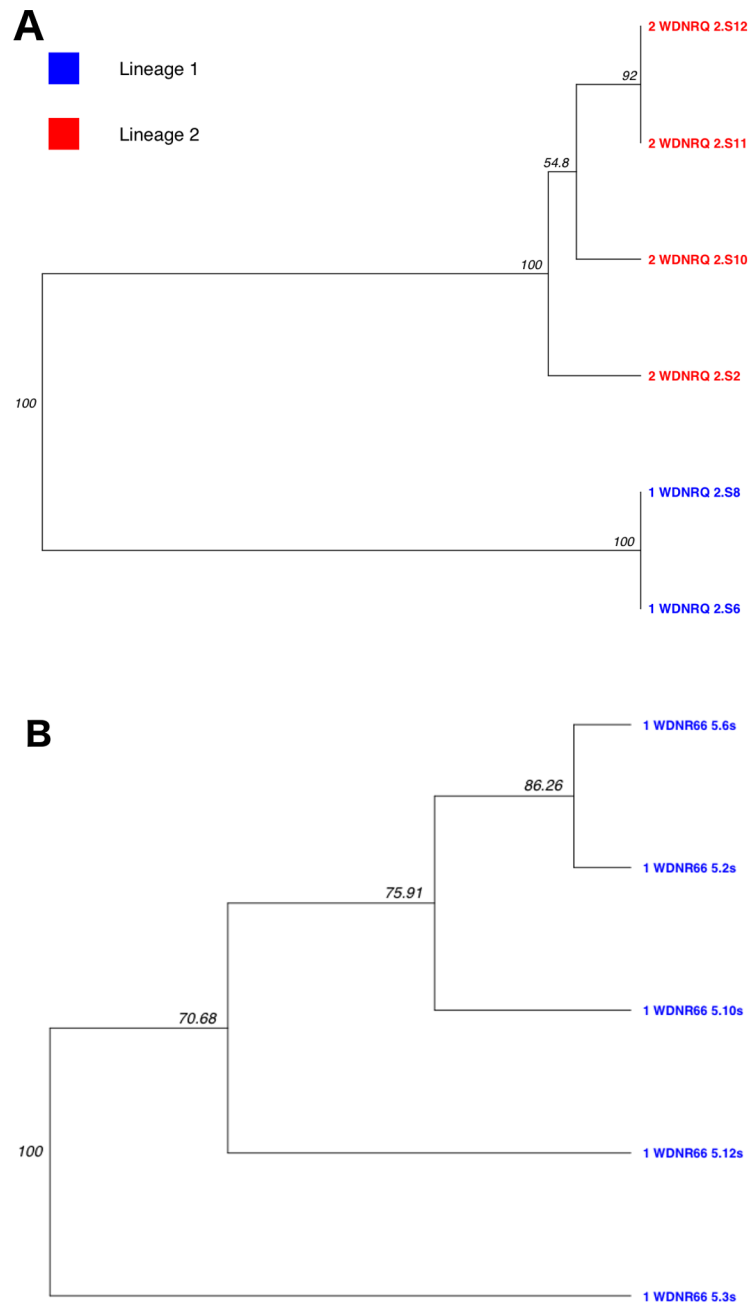 A
Lineage 1
Lineage 2
2 WDNRQ 2.S12
92
2 WDNRQ 2.S11
54.8
2 WDNRQ 2.S10
100
2 WDNRQ 2.S2
100
1 WDNRQ 2.S8
100
1 WDNRQ 2.S6
B
1 WDNR66 5.6s
86.26
1 WDNR66 5.2s
75.91
1 WDNR66 5.10s
70.68
1 WDNR66 5.12s
100
1 WDNR66 5.3s